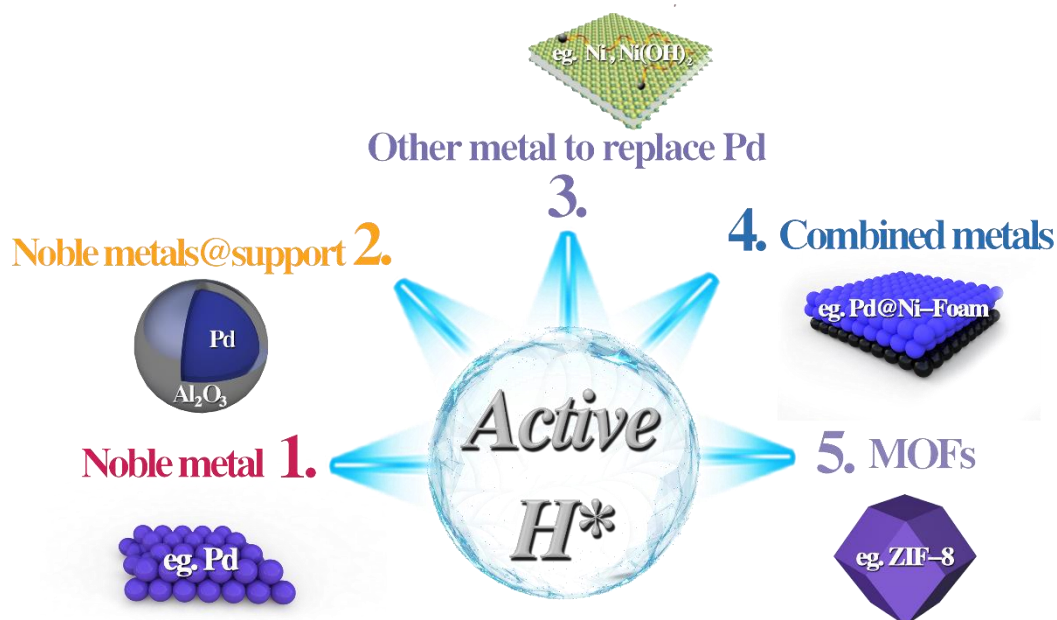 eg. Ni, Ni(OH)₂
Other metal to replace Pd
3.
Noble metals@support 2.
Pd
Al₂O₃
4. Combined metals
eg. Pd@Ni–Foam
Noble metal 1.
eg. Pd
Active
H*
5. MOFs
eg. ZIF–8